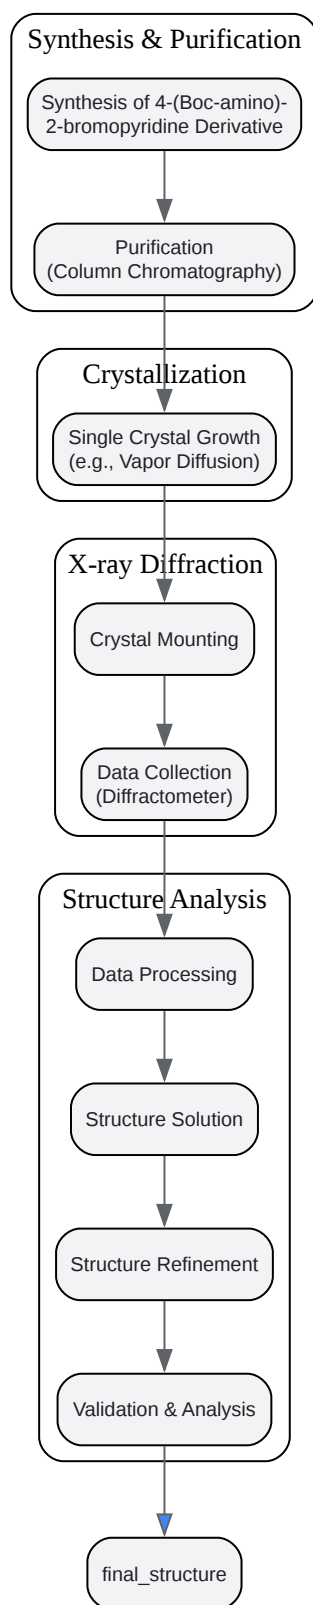 Synthesis & Purification
Synthesis of 4-(Boc-amino)-
2-bromopyridine Derivative
Purification
(Column Chromatography)
Crystallization
Single Crystal Growth
(e.g., Vapor Diffusion)
X-ray Diffraction
Crystal Mounting
Data Collection
(Diffractometer)
Structure Analysis
Data Processing
Structure Solution
Structure Refinement
Validation & Analysis
final_structure